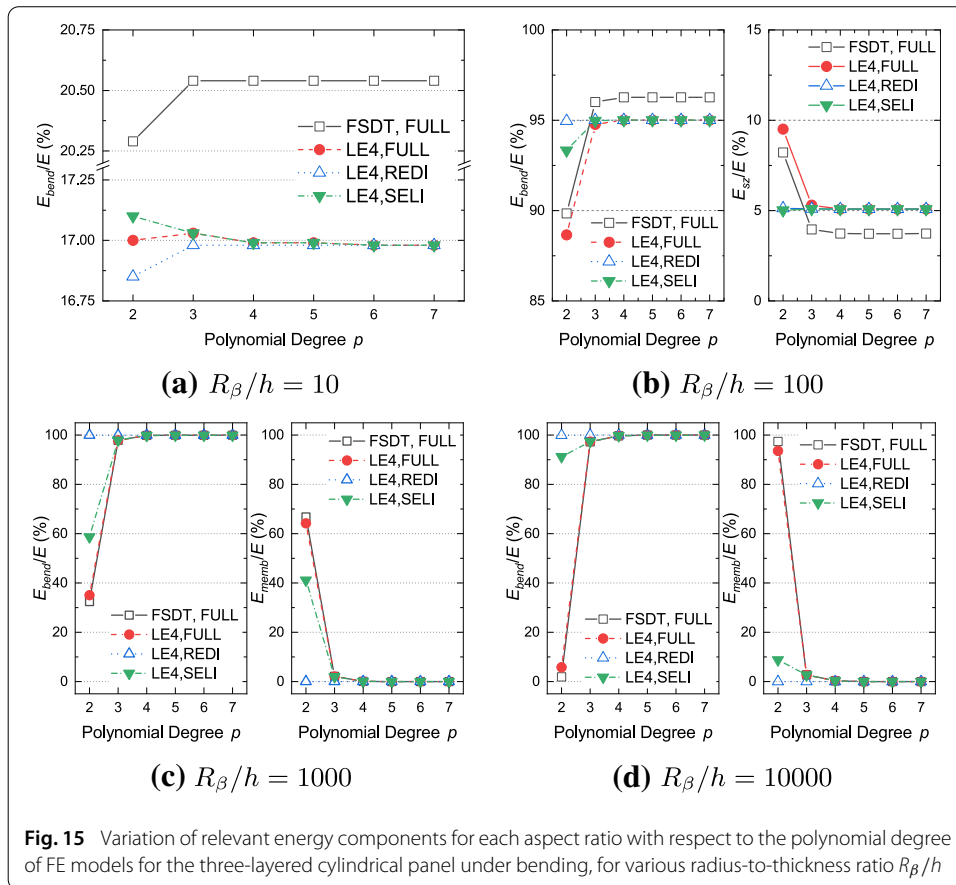 20.75
20.50
20.25
17.25
17.00
16.75
E_bend/E (%)
FSDT, FULL
LE4,FULL
LE4,REDI
LE4,SELI
2 3 4 5 6 7
Polynomial Degree p
(a) R_β/h = 10
100
95
90
85
E_bend/E (%)
FSDT, FULL
LE4,FULL
LE4,REDI
LE4,SELI
2 3 4 5 6 7
Polynomial Degree p
15
10
5
0
E_sz/E (%)
FSDT, FULL
LE4,FULL
LE4,REDI
LE4,SELI
2 3 4 5 6 7
Polynomial Degree p
(b) R_β/h = 100
100
80
60
40
20
0
E_bend/E (%)
FSDT, FULL
LE4,FULL
LE4,REDI
LE4,SELI
2 3 4 5 6 7
Polynomial Degree p
100
80
60
40
20
0
E_memb/E (%)
FSDT, FULL
LE4,FULL
LE4,REDI
LE4,SELI
2 3 4 5 6 7
Polynomial Degree p
(c) R_β/h = 1000
100
80
60
40
20
0
E_bend/E (%)
FSDT, FULL
LE4,FULL
LE4,REDI
LE4,SELI
2 3 4 5 6 7
Polynomial Degree p
100
80
60
40
20
0
E_memb/E (%)
FSDT, FULL
LE4,FULL
LE4,REDI
LE4,SELI
2 3 4 5 6 7
Polynomial Degree p
(d) R_β/h = 10000
Fig. 15 Variation of relevant energy components for each aspect ratio with respect to the polynomial degree
of FE models for the three-layered cylindrical panel under bending, for various radius-to-thickness ratio R_β/h